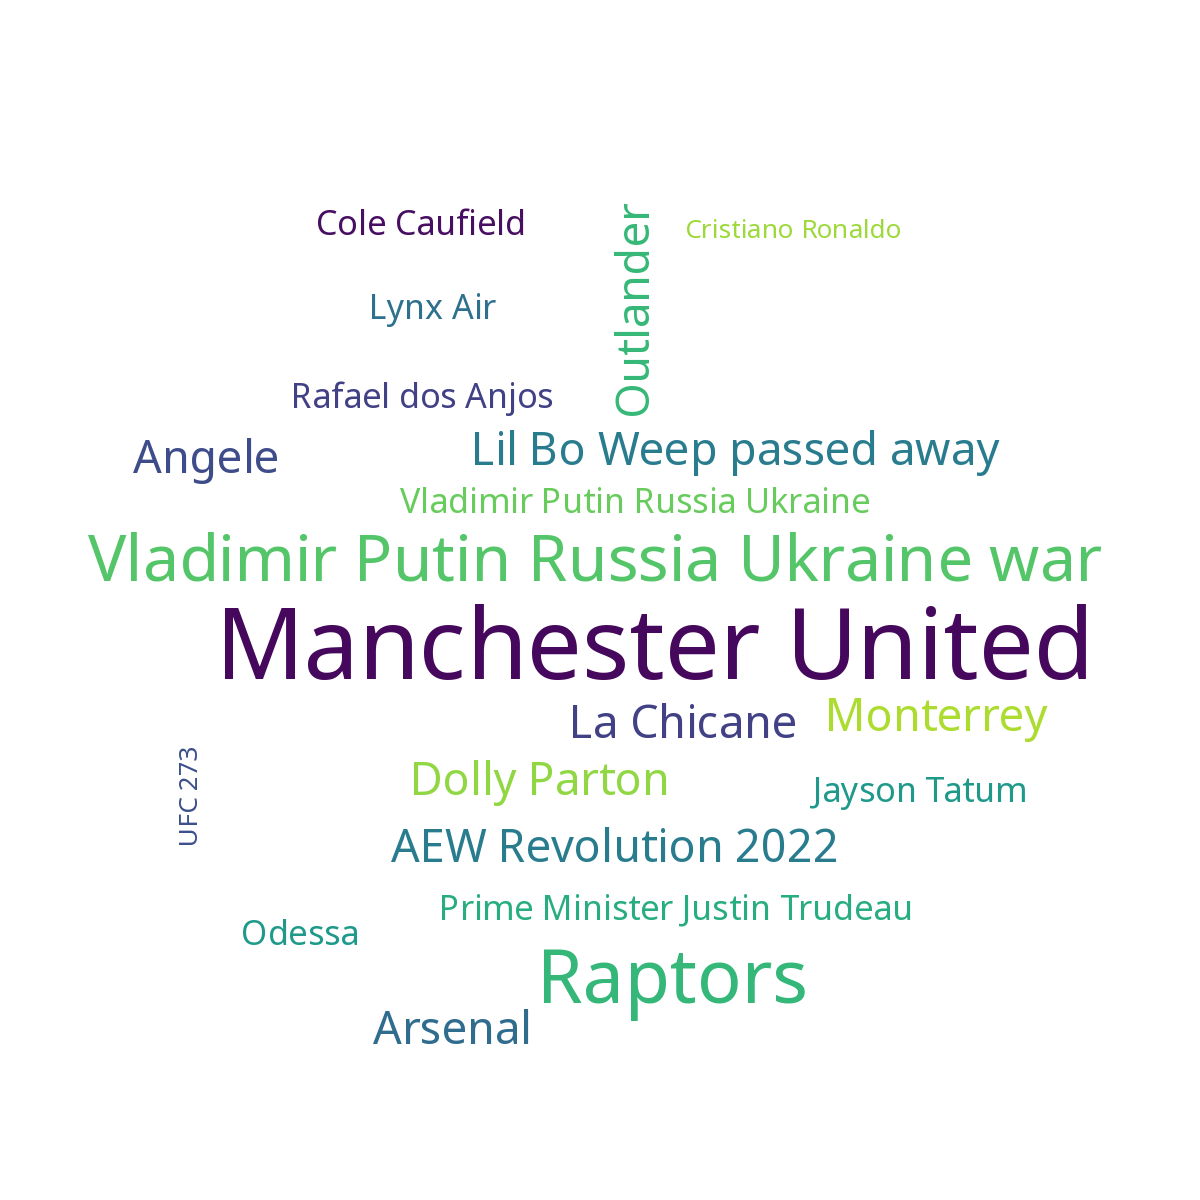 Cole Caufield
Outlander
Cristiano Ronaldo
Lynx Air
Rafael dos Anjos
Angele
Lil Bo Weep passed away
Vladimir Putin Russia Ukraine
Vladimir Putin Russia Ukraine war
Manchester United
La Chicane
Monterrey
UFC 273
Dolly Parton
Jayson Tatum
AEW Revolution 2022
Prime Minister Justin Trudeau
Odessa
Raptors
Arsenal